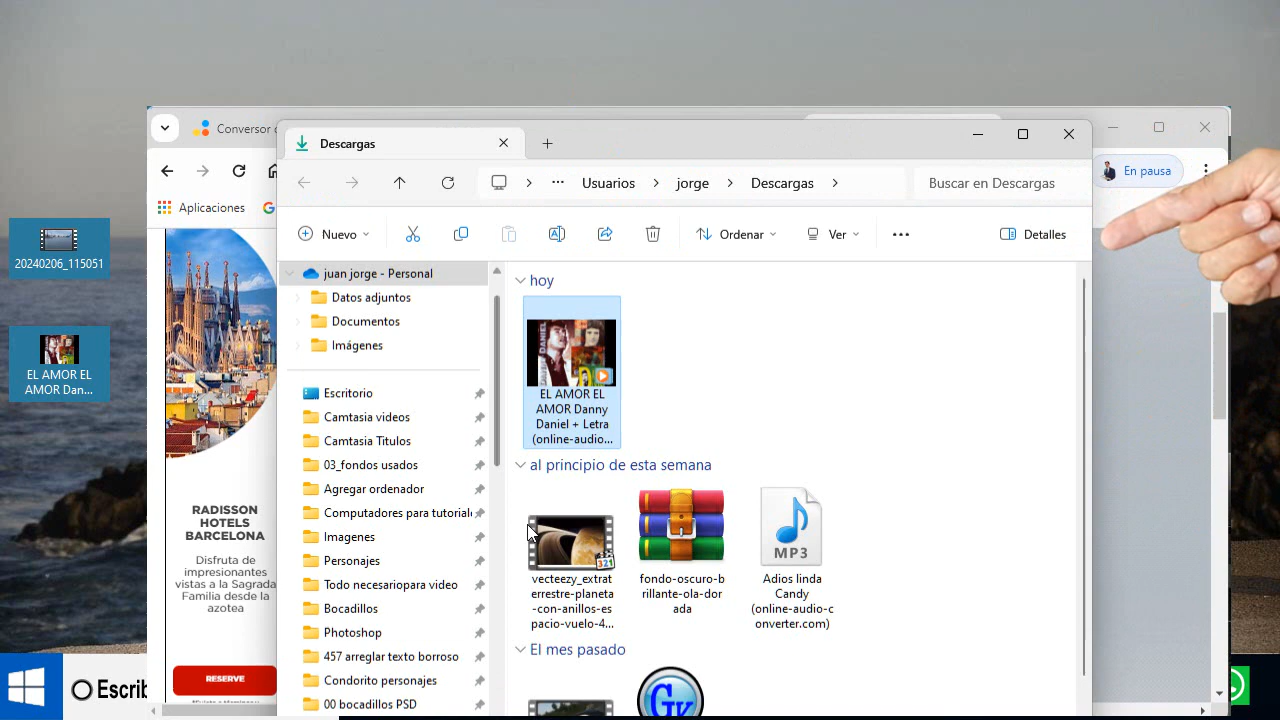 Conversor
Descargas
En pausa
Usuarios
jorge
Descargas
Buscar en Descargas
Aplicaciones
Nuevo
Ordenar
Ver
Detalles
20240206_115051
EL AMOR EL
AMOR Dan...
RADISSON
HOTELS
BARCELONA
Disfruta de
impresionantes
vistas a la Sagrada
Familia desde la
azotea
RESERVE
juan jorge - Personal
Datos adjuntos
Documentos
Imágenes
Escritorio
Camtasia videos
Camtasia Titulos
03_fondos usados
Agregar ordenador
Computadores para tutorial
Imagenes
Personajes
Todo necesariopara video
Bocadillos
Photoshop
457 arreglar texto borroso
Condorito personajes
00 bocadillos PSD
hoy
EL AMOR EL
AMOR Danny
Daniel + Letra
(online-audio...
al principio de esta semana
321
vecteezy_extrat
errestre-planeta
-con-anillos-es
pacio-vuelo-4...
fondo-oscuro-b
rillante-ola-dor
ada
MP3
Adios linda
Candy
(online-audio-c
onverter.com)
El mes pasado
GK
Escrib